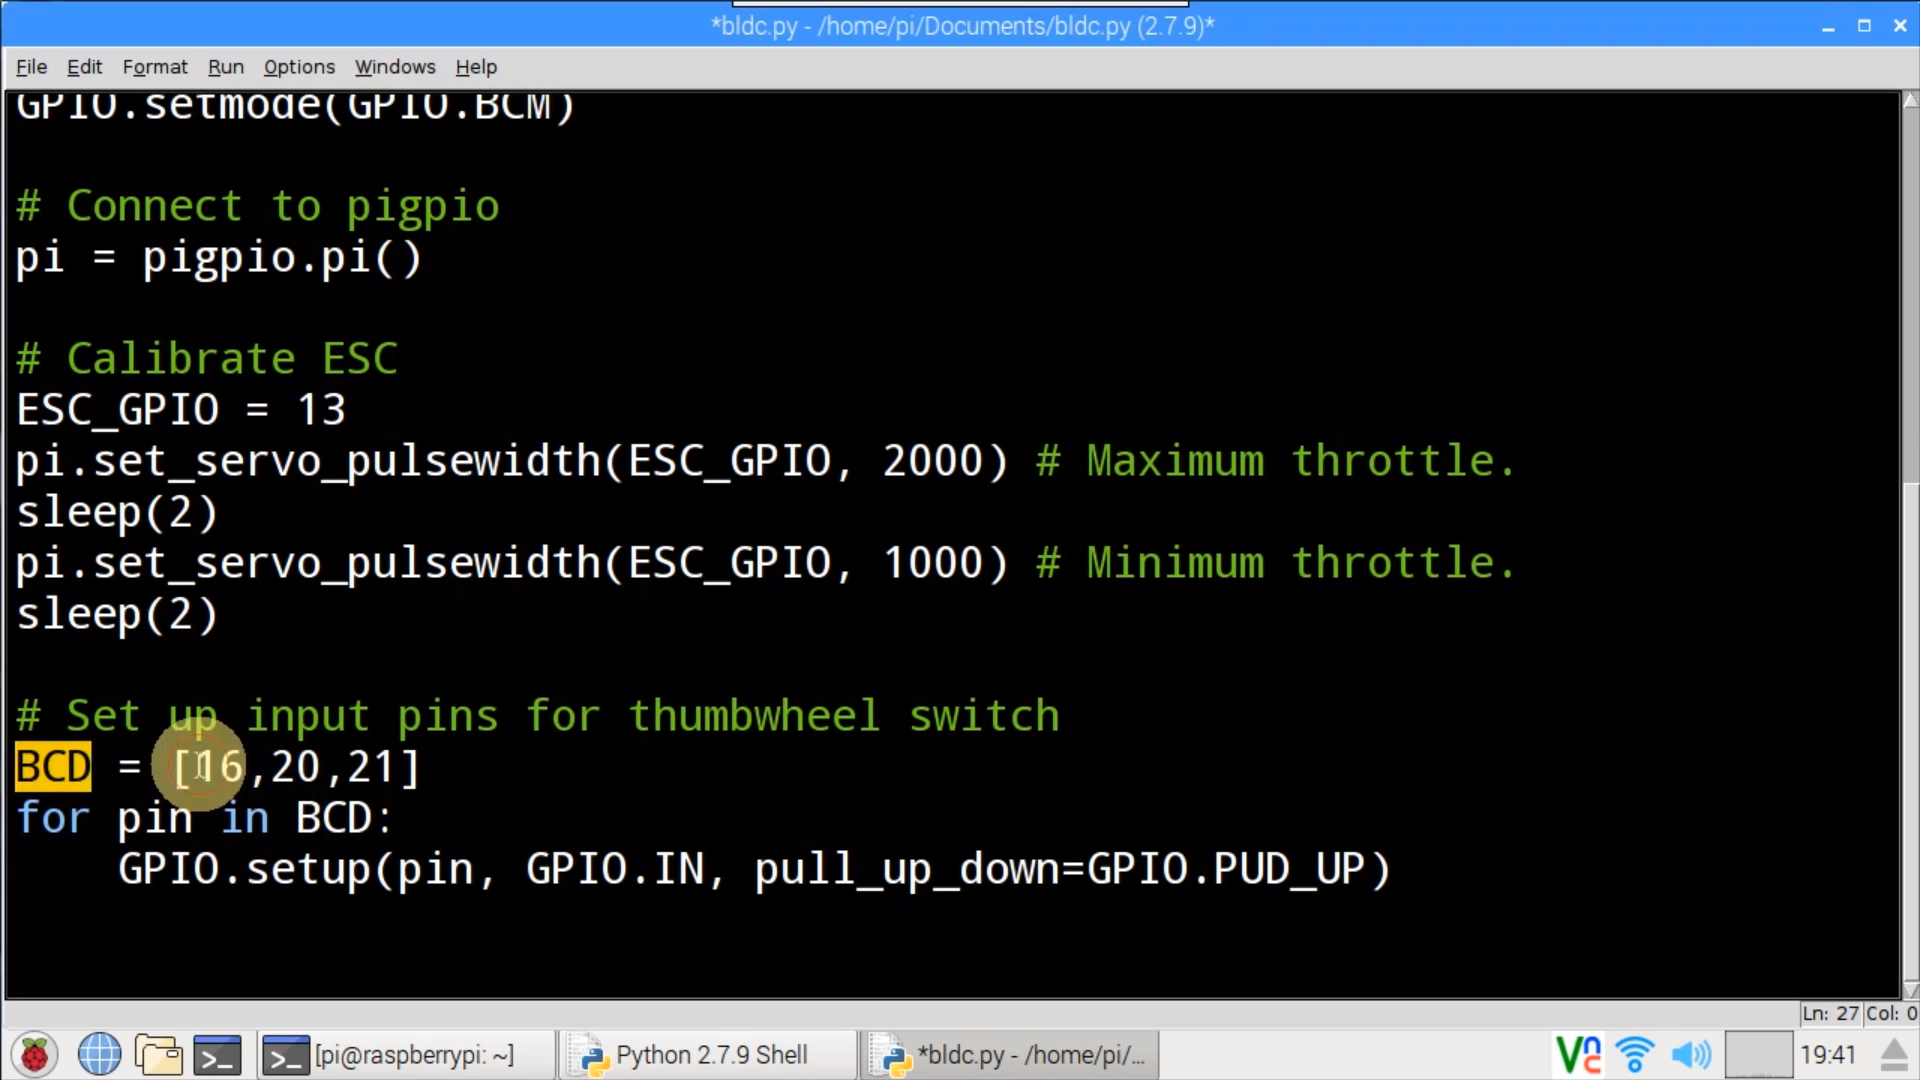 *bldc.py - /home/pi/Documents/bldc.py (2.7.9)*
File Edit Format Run Options Windows Help
GPIO.setmode(GPIO.BCM)
# Connect to pigpio
pi = pigpio.pi()
# Calibrate ESC
ESC_GPIO = 13
pi.set_servo_pulsewidth(ESC_GPIO, 2000) # Maximum throttle.
sleep(2)
pi.set_servo_pulsewidth(ESC_GPIO, 1000) # Minimum throttle.
sleep(2)
# Set up input pins for thumbwheel switch
BCD = [16,20,21]
for pin in BCD:
    GPIO.setup(pin, GPIO.IN, pull_up_down=GPIO.PUD_UP)
Ln: 27 Col: 0
[pi@raspberrypi: ~] Python 2.7.9 Shell *bldc.py - /home/pi/... VNC 19:41